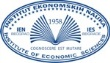 INSTITUT EKONOMSKIH NAUKA
1958
IEN
IES
COGNOSCERE EST MUTARE
INSTITUTE OF ECONOMIC SCIENCES